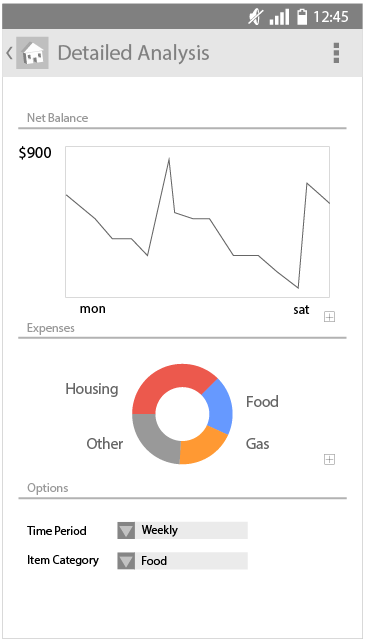 12:45
Detailed Analysis
Net Balance
$900
mon sat
Expenses
Housing
Food
Other
Gas
Options
Time Period Weekly
Item Category Food